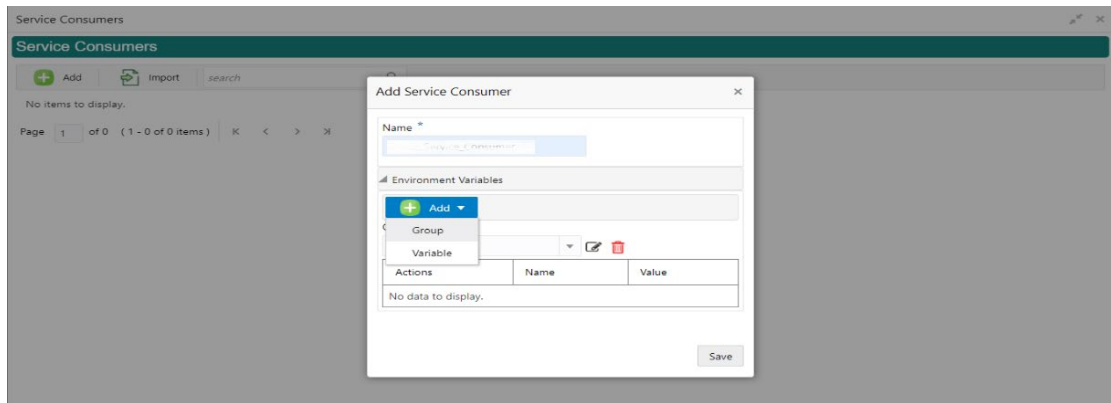 Service Consumers
Service Consumers
Add Import search
No items to display.
Page 1 of 0 (1 - 0 of 0 items) K < > X
Add Service Consumer ×
Name *
Environment Variables
Add
Group
Variable
Actions Name Value
No data to display.
Save